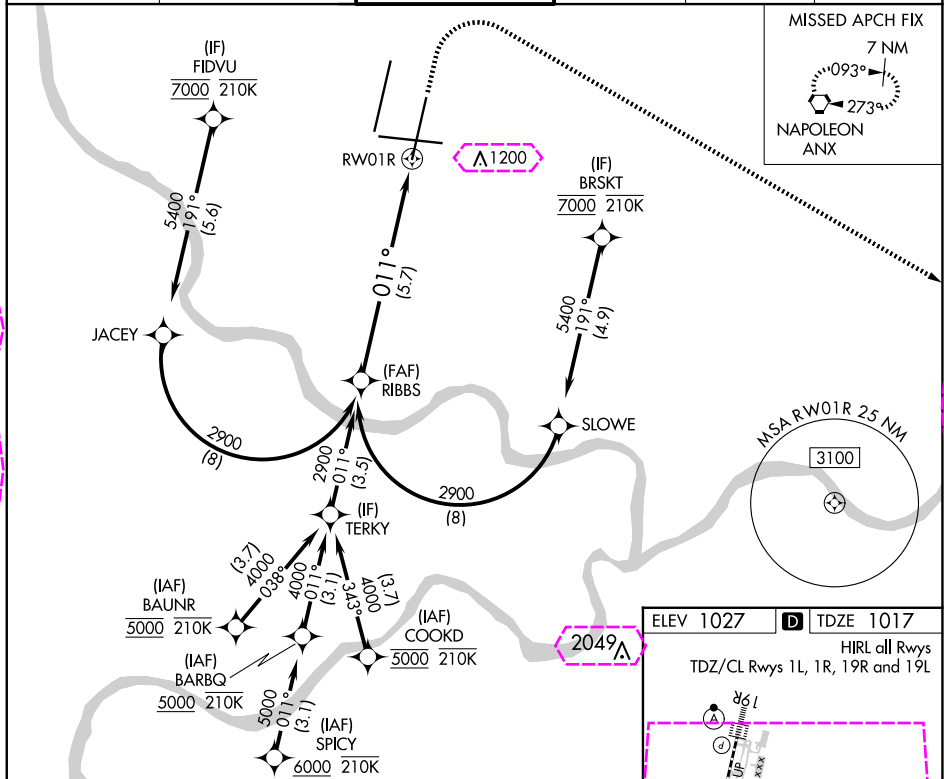 MISSED APCH FIX
7 NM
093°
273°
NAPOLEON
ANX
(IF)
FIDVU
7000 210K
5400
191°
(5.6)
JACEY
2900
(8)
RW01R
1200
011°
(5.7)
(FAF)
RIBBS
(IF)
BRSKT
7000 210K
5400
191°
(4.9)
SLOWE
2900
(8)
2900
011°
(3.5)
(IF)
TERKY
(3.7)
4000
038°
4000
011°
(3.1)
(3.7)
4000
343°
(IAF)
BAUNR
5000 210K
(IAF)
BARBQ
5000 210K
(IAF)
COOKD
5000 210K
5000
011°
(3.1)
(IAF)
SPICY
6000 210K
MSA RW01R 25 NM
3100
2049
ELEV 1027 D TDZE 1017
HIRL all Rwys
TDZ/CL Rwys 1L, 1R, 19R and 19L
19R
A
P
UP
xxx